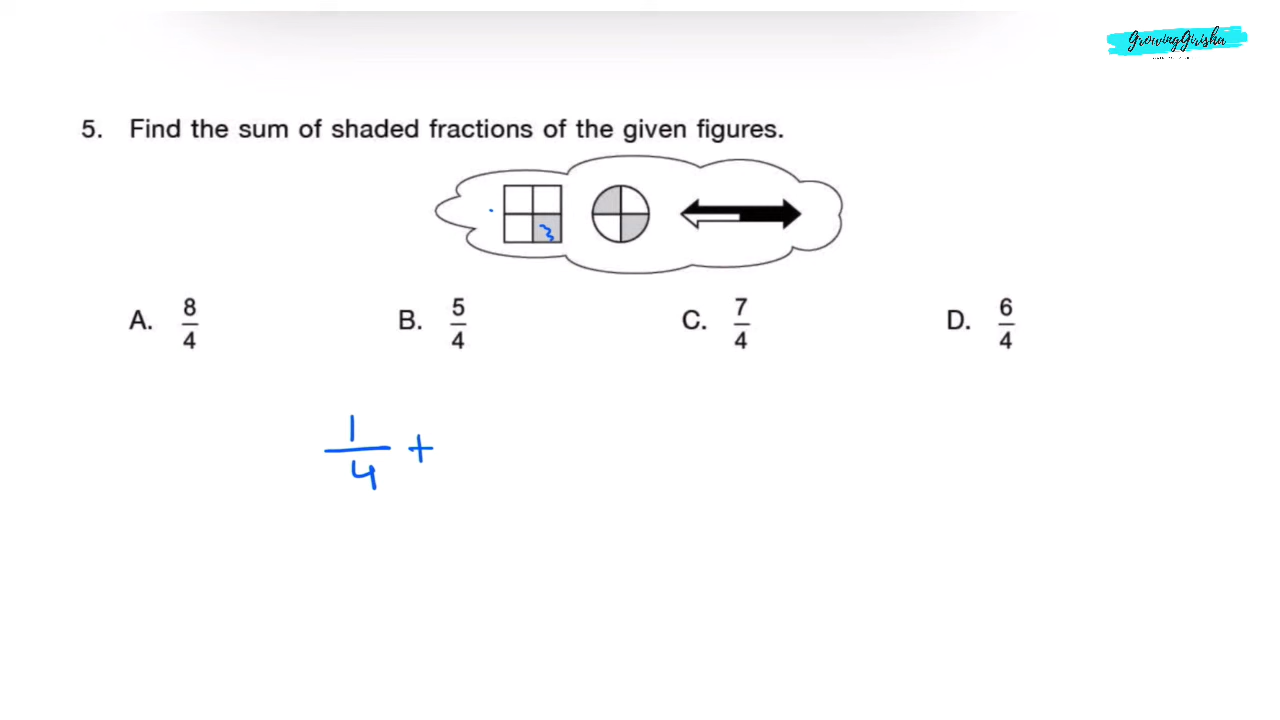 GrowingGirisha
5. Find the sum of shaded fractions of the given figures.
3
A. 8/4 B. 5/4 C. 7/4 D. 6/4
1/4 +